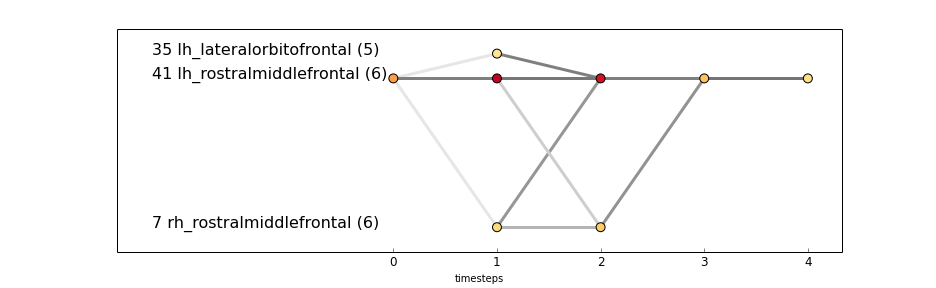 35 lh_lateralorbitofrontal (5)
41 lh_rostralmiddlefrontal (6)
7 rh_rostralmiddlefrontal (6)
0 1 2 3 4
timesteps